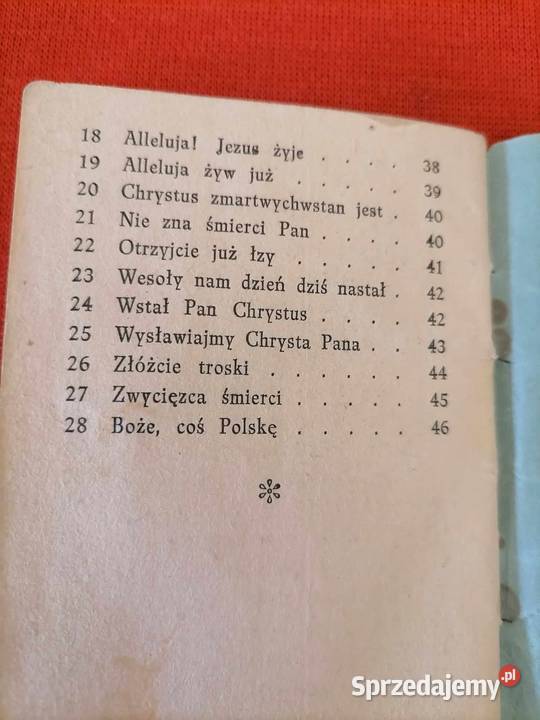 18 Alleluja! Jezus żyje . . . . 38
19 Alleluja żyw już . . . . . 39
20 Chrystus zmartwychwstan jest . 40
21 Nie zna śmierci Pan . . . . 40
22 Otrzyjcie już łzy . . . . . 41
23 Wesoły nam dzień dziś nastał . 42
24 Wstał Pan Chrystus . . . . 42
25 Wysławiajmy Chrysta Pana . . 43
26 Złóżcie troski . . . . . . 44
27 Zwycięzca śmierci . . . . . 45
28 Boże, coś Polskę . . . . . 46
Sprzedajemy.pl